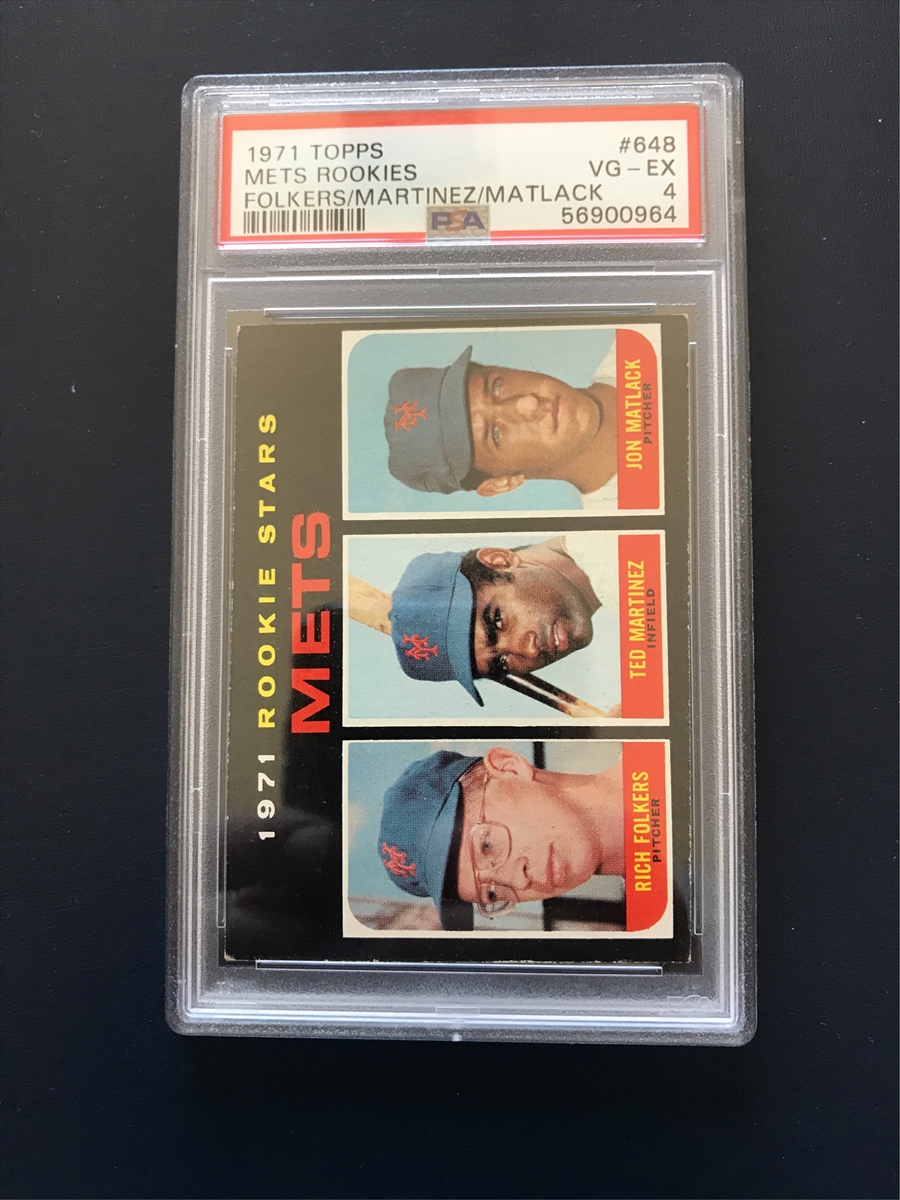 1971 TOPPS #648
METS ROOKIES VG-EX
FOLKERS/MARTINEZ/MATLACK 4
PSA 56900964
1971 ROOKIE STARS
METS
RICH FOLKERS
PITCHER
TED MARTINEZ
INFIELD
JON MATLACK
PITCHER